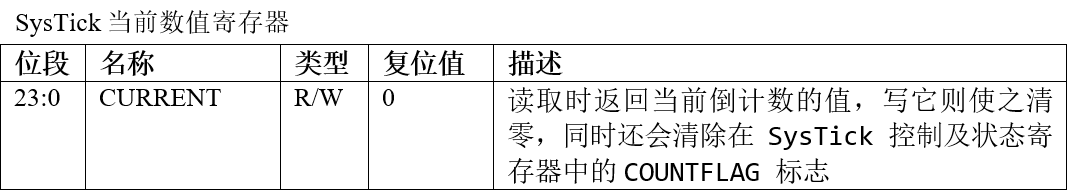 SysTick 当前数值寄存器
位段 名称 类型 复位值 描述
23:0 CURRENT R/W 0 读取时返回当前倒计数的值，写它则使之清
零，同时还会清除在 SysTick 控制及状态寄
存器中的 COUNTFLAG 标志